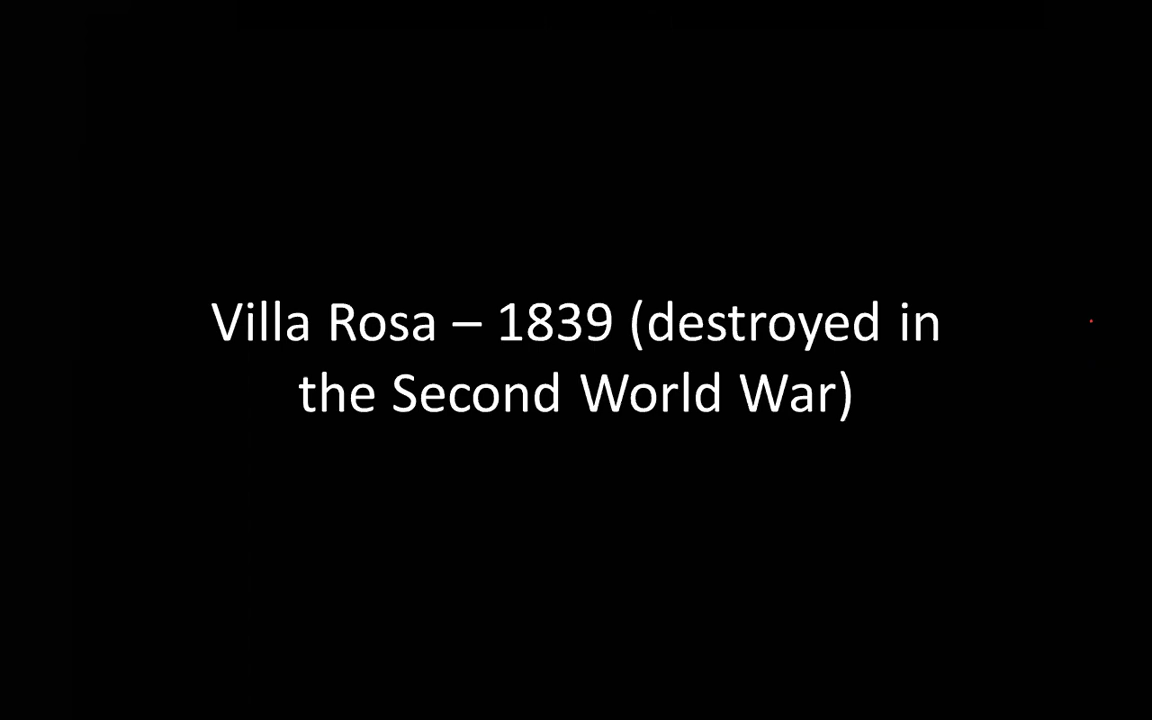 Villa Rosa – 1839 (destroyed in
the Second World War)